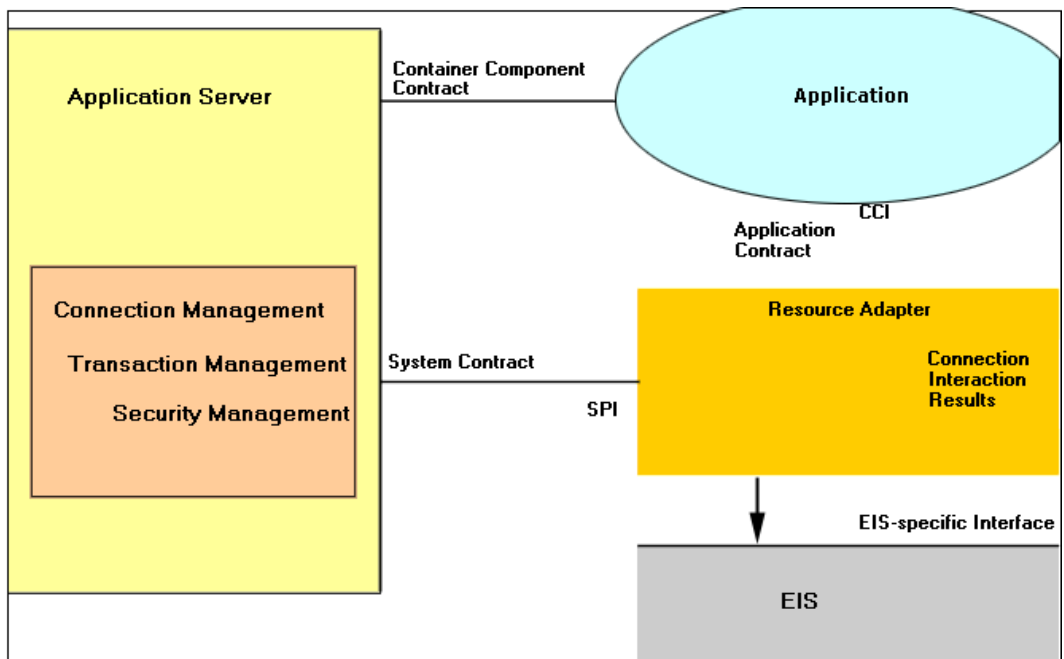 Container Component
Contract
Application Server
Application
CCI
Application
Contract
Connection Management
Resource Adapter
Transaction Management
System Contract
Connection
Interaction
Results
Security Management
SPI
EIS-specific Interface
EIS